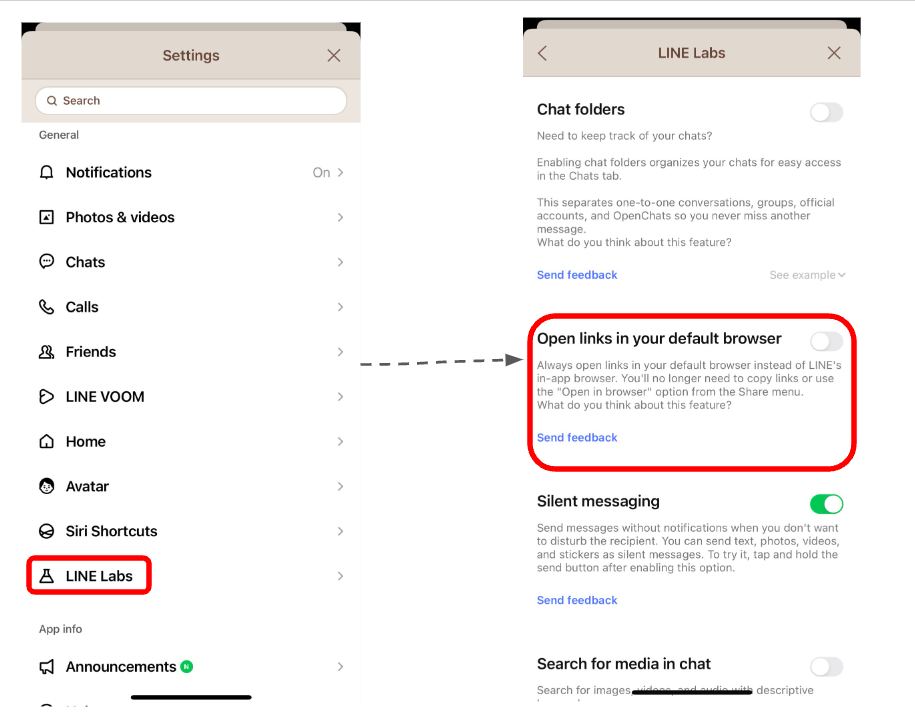 Settings
Search
General
Notifications
On
Photos & videos
Chats
Calls
Friends
LINE VOOM
Home
Avatar
Siri Shortcuts
LINE Labs
App info
Announcements N
LINE Labs
Chat folders
Need to keep track of your chats?
Enabling chat folders organizes your chats for easy access
in the Chats tab.
This separates one-to-one conversations, groups, official
accounts, and OpenChats so you never miss another
message.
What do you think about this feature?
Send feedback
See example
Open links in your default browser
Always open links in your default browser instead of LINE's
in-app browser. You'll no longer need to copy links or use
the "Open in browser" option from the Share menu.
What do you think about this feature?
Send feedback
Silent messaging
Send messages without notifications when you don't want
to disturb the recipient. You can send text, photos, videos,
and stickers as silent messages. To try it, tap and hold the
send button after enabling this option.
Send feedback
Search for media in chat
Search for images, videos, and audio with descriptive